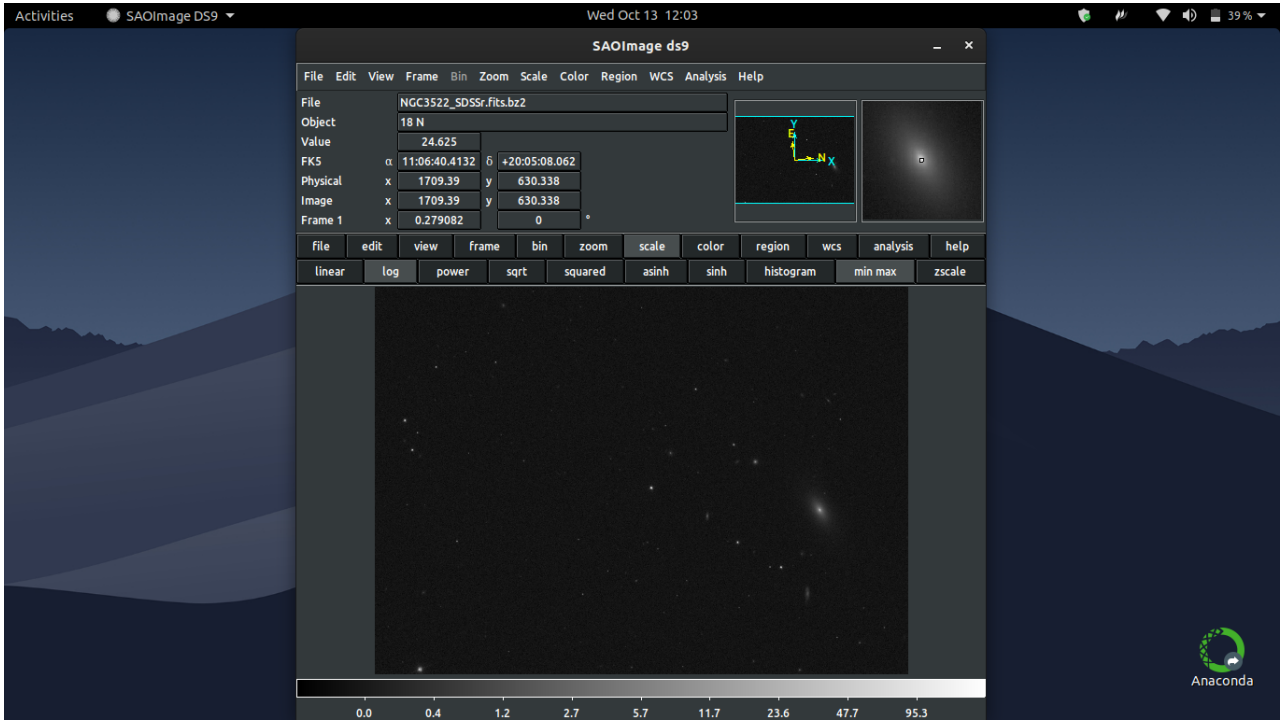 Activities SAOImage DS9 Wed Oct 13 12:03 39 %
SAOImage ds9
File Edit View Frame Bin Zoom Scale Color Region WCS Analysis Help
File NGC3522_SDSSr.fits.bz2
Object 18 N
Value 24.625
FK5 α 11:06:40.4132 δ +20:05:08.062
Physical x 1709.39 y 630.338
Image x 1709.39 y 630.338
Frame 1 x 0.279082 0 °
Y
E
N X
file edit view frame bin zoom scale color region wcs analysis help
linear log power sqrt squared asinh sinh histogram min max zscale
0.0 0.4 1.2 2.7 5.7 11.7 23.6 47.7 95.3
Anaconda